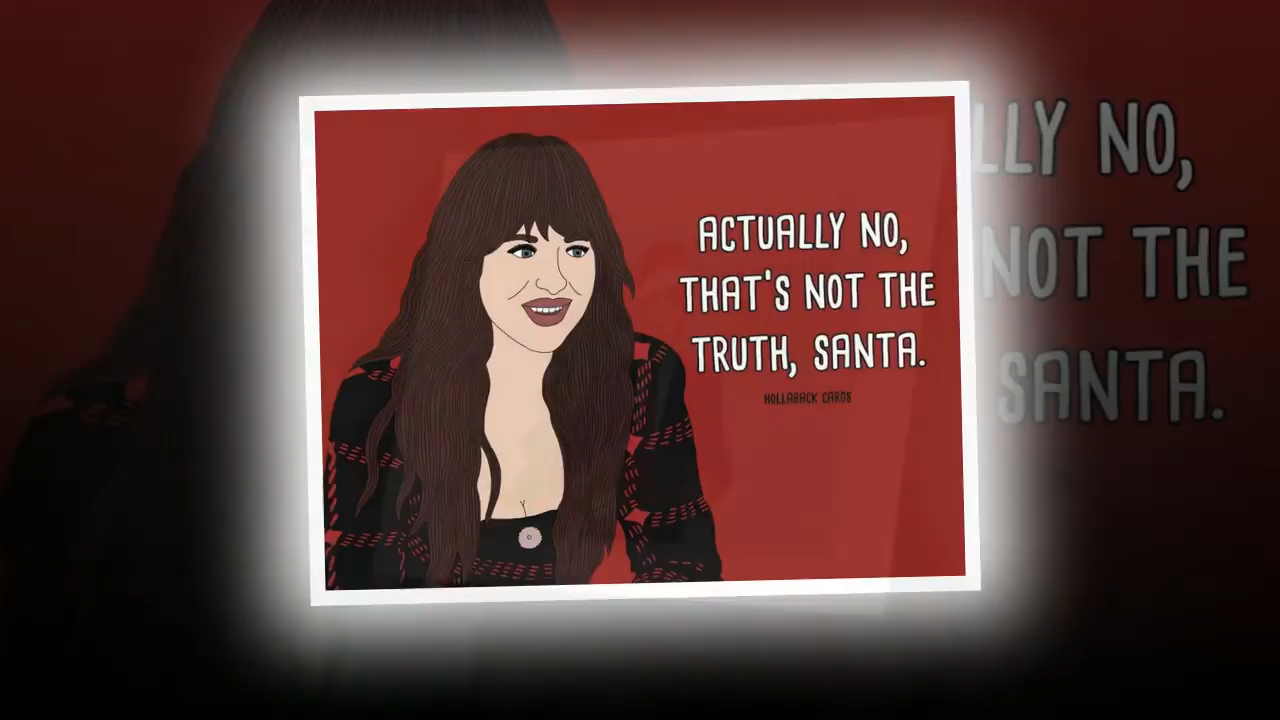 ACTUALLY NO,
THAT'S NOT THE
TRUTH, SANTA.
HOLLABACK CARDS
LLY NO,
NOT THE
SANTA.